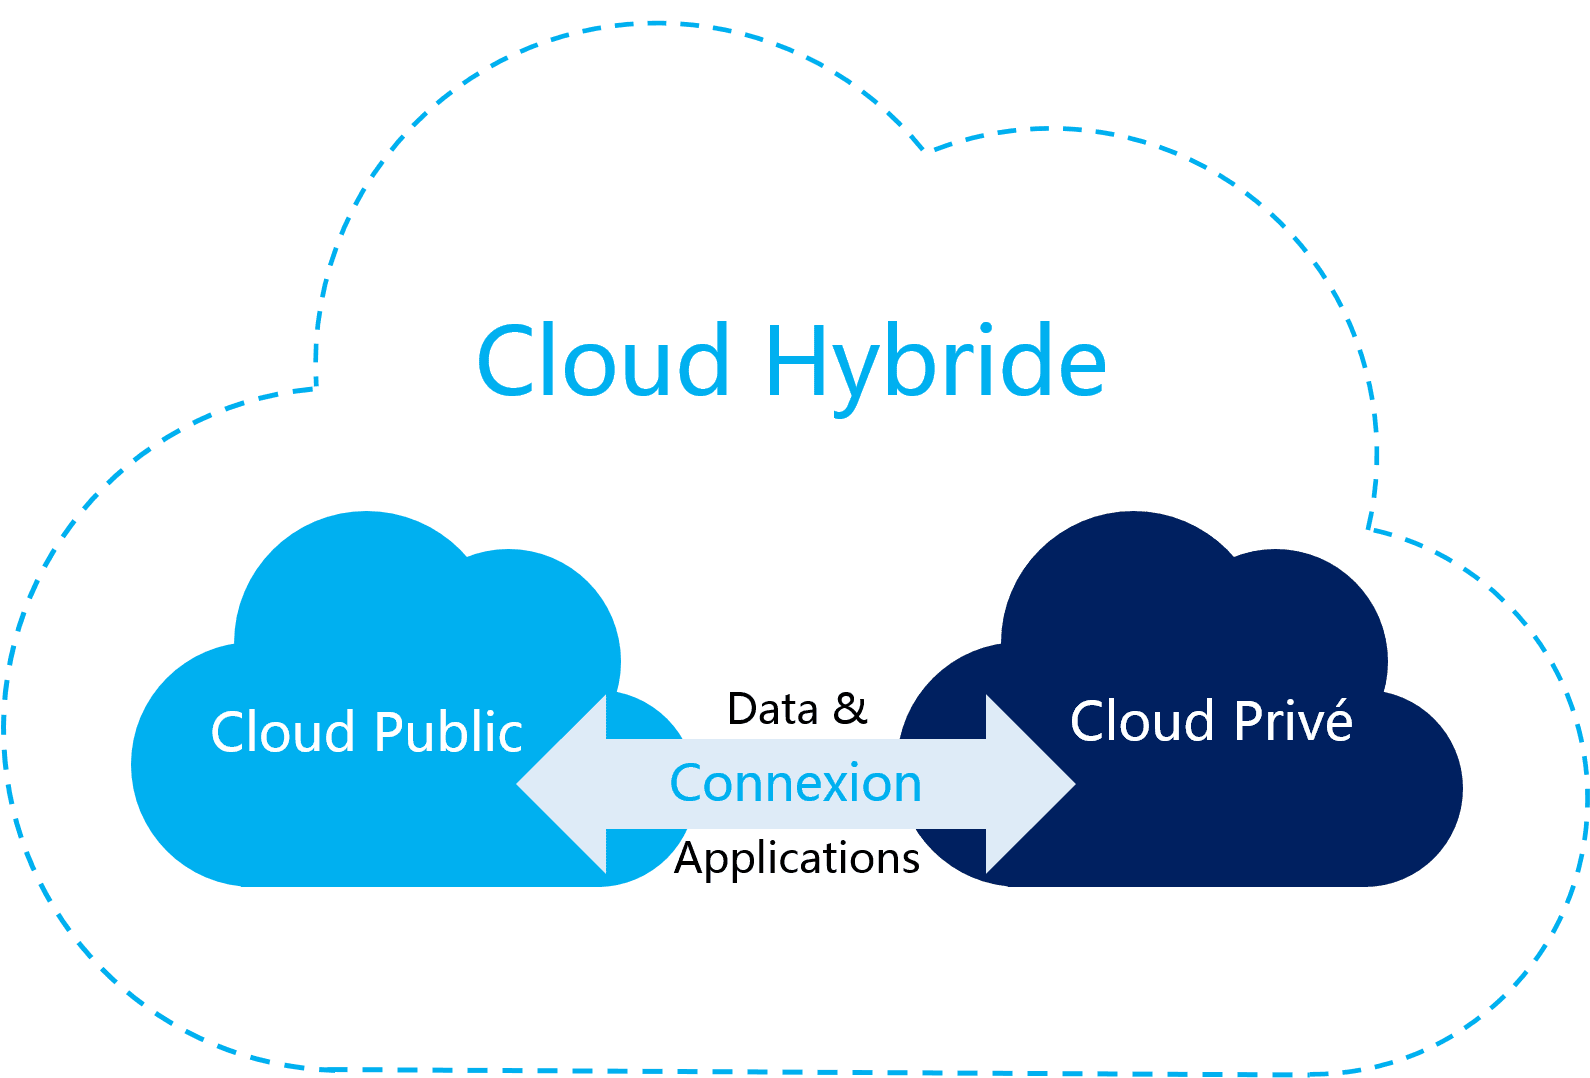 Cloud Hybride
Cloud Public
Data &
Connexion
Applications
Cloud Privé